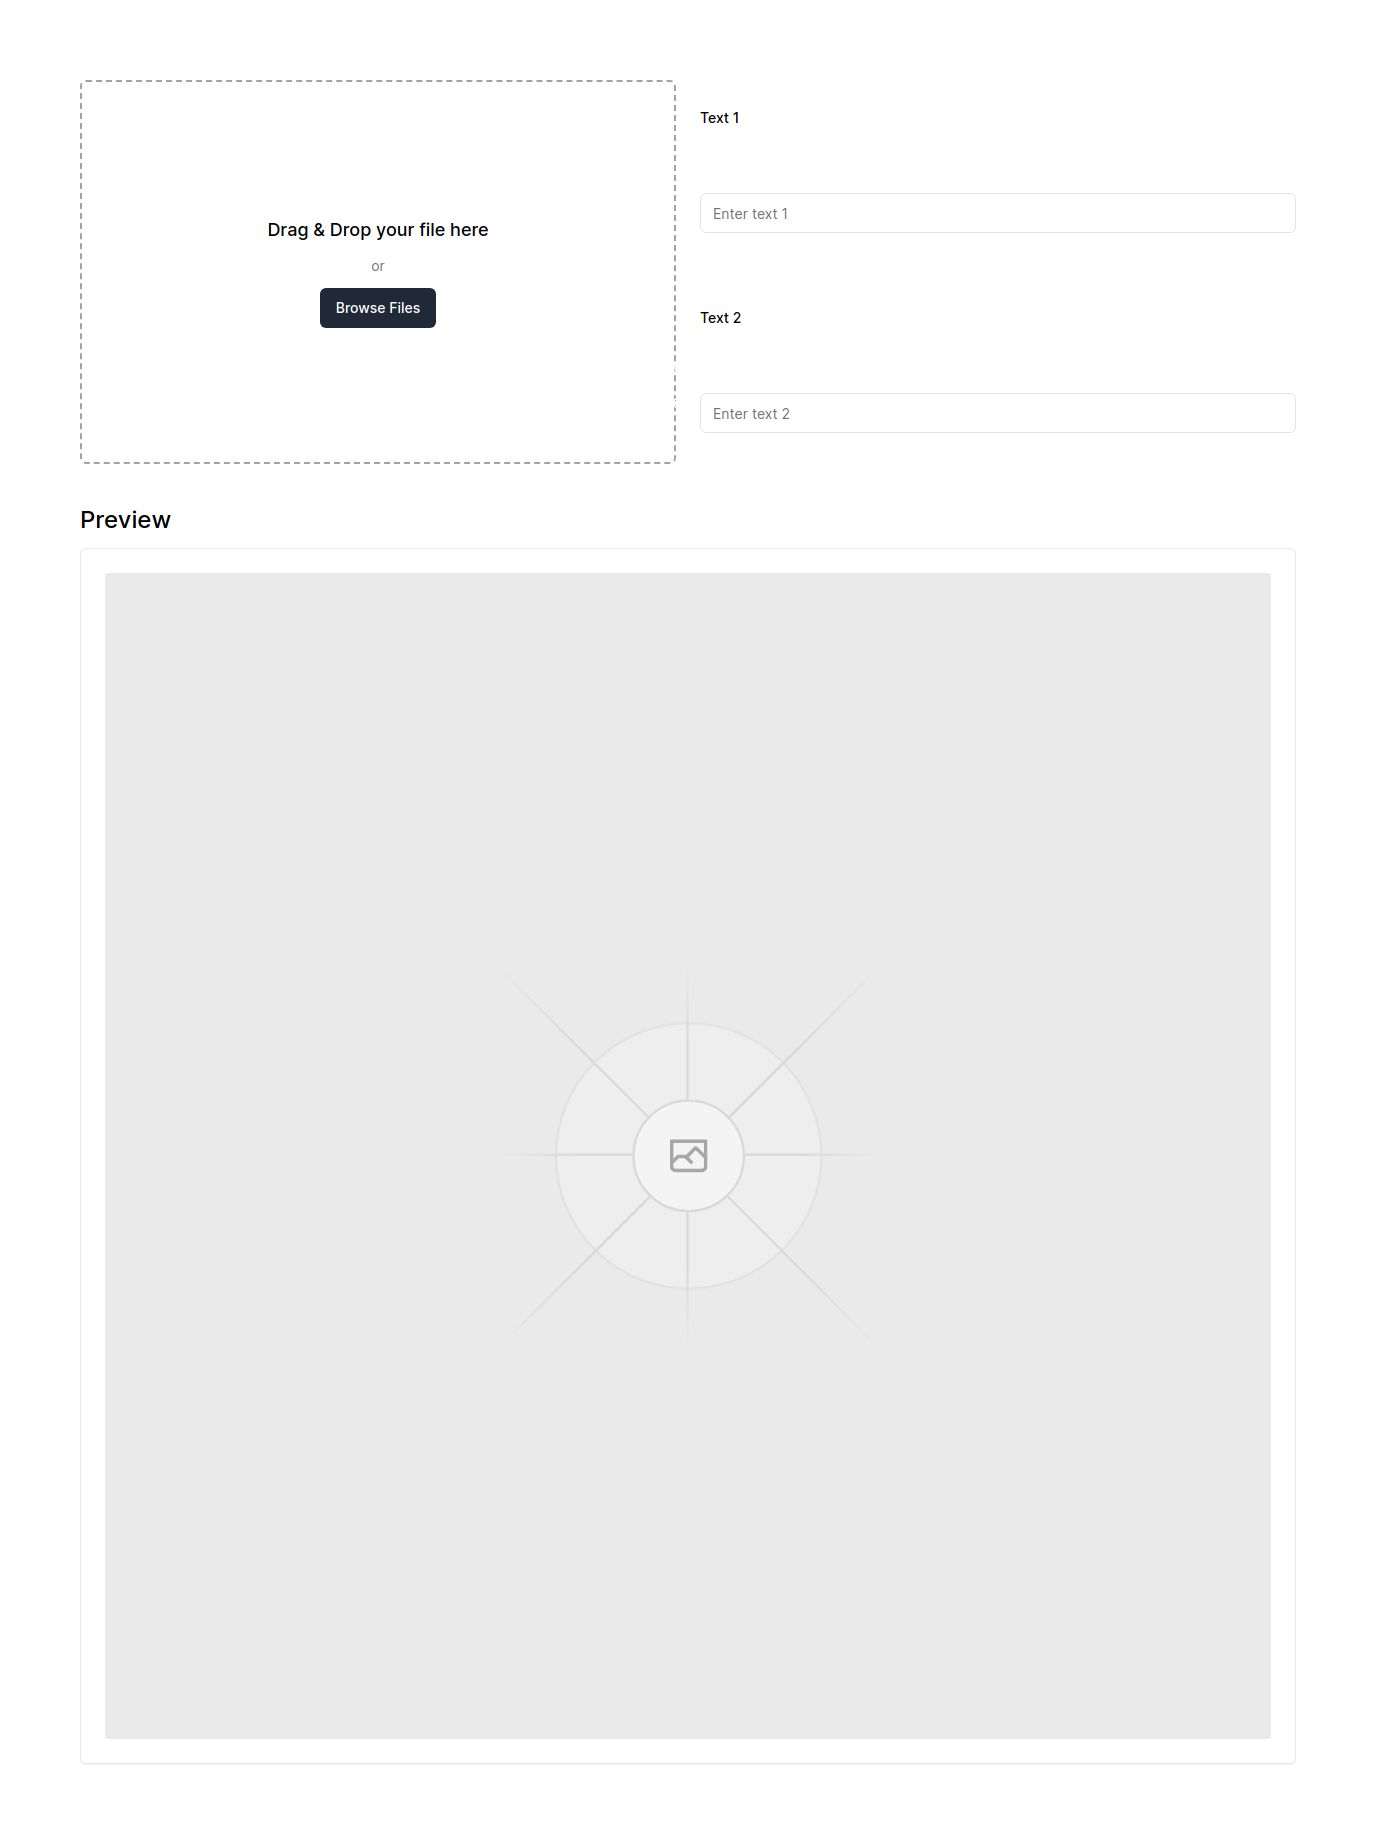 Drag & Drop your file here
or
Browse Files
Text 1
Enter text 1
Text 2
Enter text 2
Preview